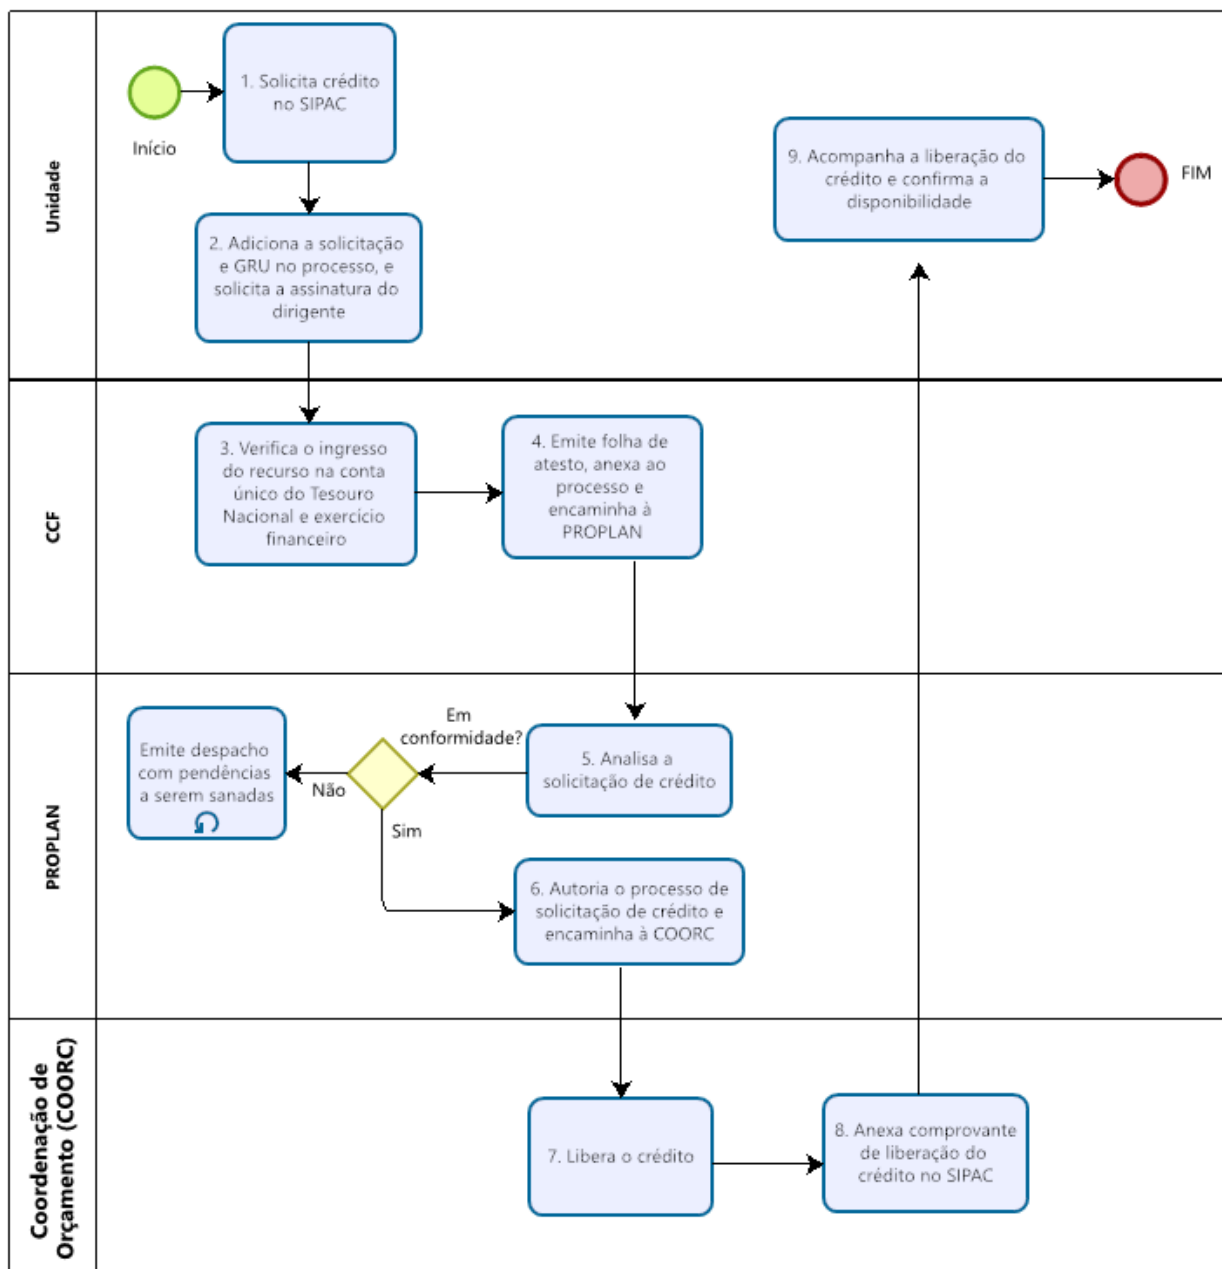 Unidade
Início
1. Solicita crédito
no SIPAC
2. Adiciona a solicitação
e GRU no processo, e
solicita a assinatura do
dirigente
9. Acompanha a liberação do
crédito e confirma a
disponibilidade
FIM
CCF
3. Verifica o ingresso
do recurso na conta
único do Tesouro
Nacional e exercício
financeiro
4. Emite folha de
atesto, anexa ao
processo e
encaminha à
PROPLAN
PROPLAN
5. Analisa a
solicitação de crédito
Em
conformidade?
Não
Emite despacho
com pendências
a serem sanadas
Sim
6. Autoria o processo de
solicitação de crédito e
encaminha à COORC
Coordenação de
Orçamento (COORC)
7. Libera o crédito
8. Anexa comprovante
de liberação do
crédito no SIPAC